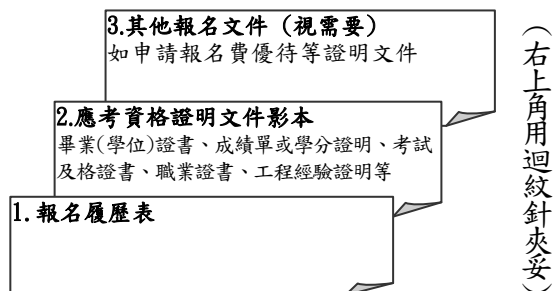 3.其他報名文件（視需要）
如申請報名費優待等證明文件
2.應考資格證明文件影本
畢業(學位)證書、成績單或學分證明、考試
及格證書、職業證書、工程經驗證明等
1.報名履歷表
（右上角用迴紋針夾妥）